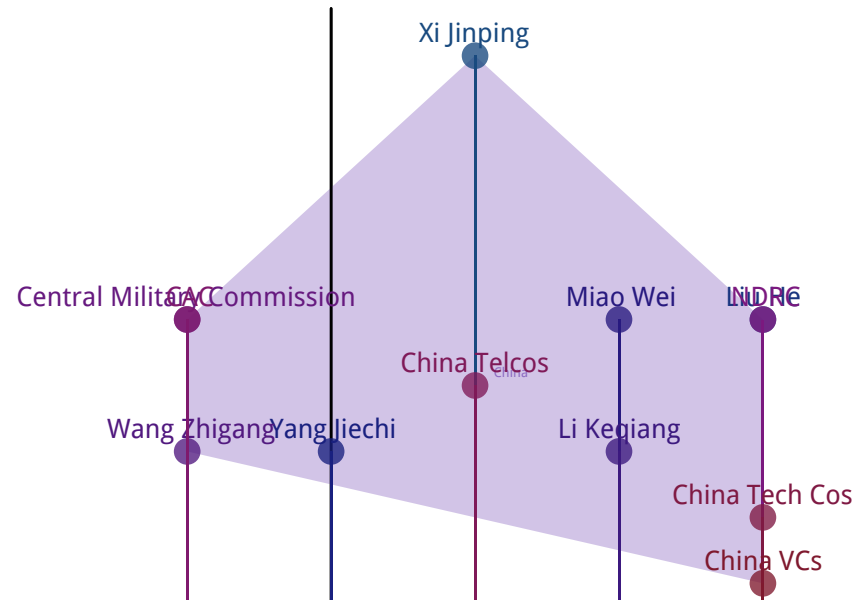 Xi Jinping
Central Military Commission
CAC
Miao Wei
Liu He
NDRC
China Telcos
China
Wang Zhigang
Yang Jiechi
Li Keqiang
China Tech Cos
China VCs